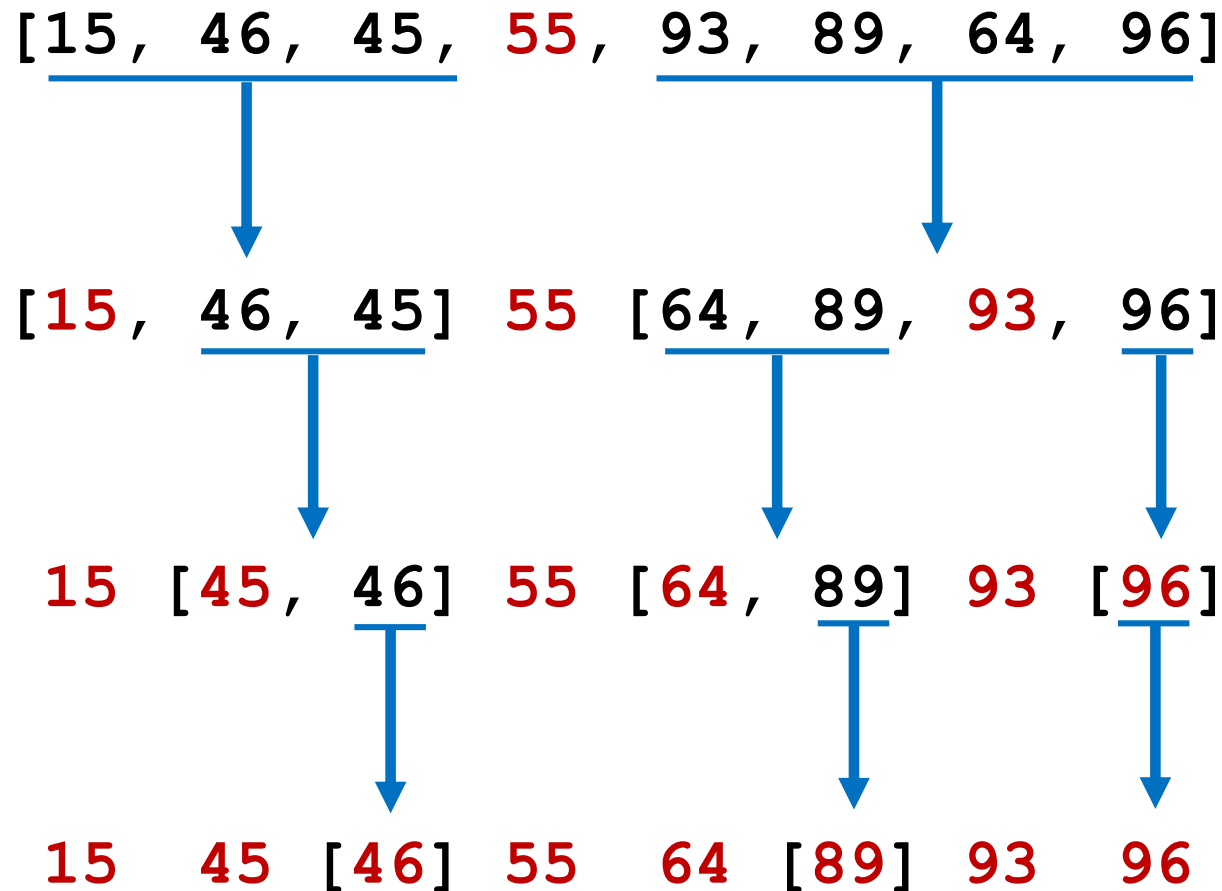 [15, 46, 45, 55, 93, 89, 64, 96]
[15, 46, 45] 55 [64, 89, 93, 96]
15 [45, 46] 55 [64, 89] 93 [96]
15 45 [46] 55 64 [89] 93 96